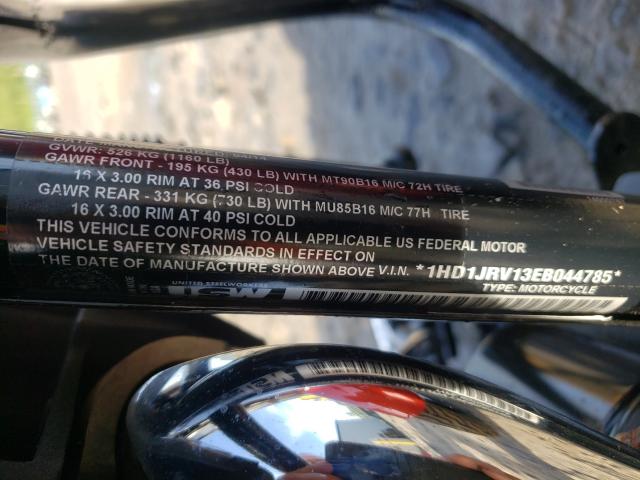 GVWR: 526 KG (1160 LB)
GAWR FRONT - 195 KG (430 LB) WITH MT90B16 M/C 72H TIRE
16 X 3.00 RIM AT 36 PSI COLD
GAWR REAR - 331 KG (730 LB) WITH MU85B16 M/C 77H TIRE
16 X 3.00 RIM AT 40 PSI COLD
THIS VEHICLE CONFORMS TO ALL APPLICABLE US FEDERAL MOTOR
VEHICLE SAFETY STANDARDS IN EFFECT ON
THE DATE OF MANUFACTURE SHOWN ABOVE V.I.N. *1HD1JRV13EB044785*
TYPE: MOTORCYCLE
UNITED STEELWORKERS